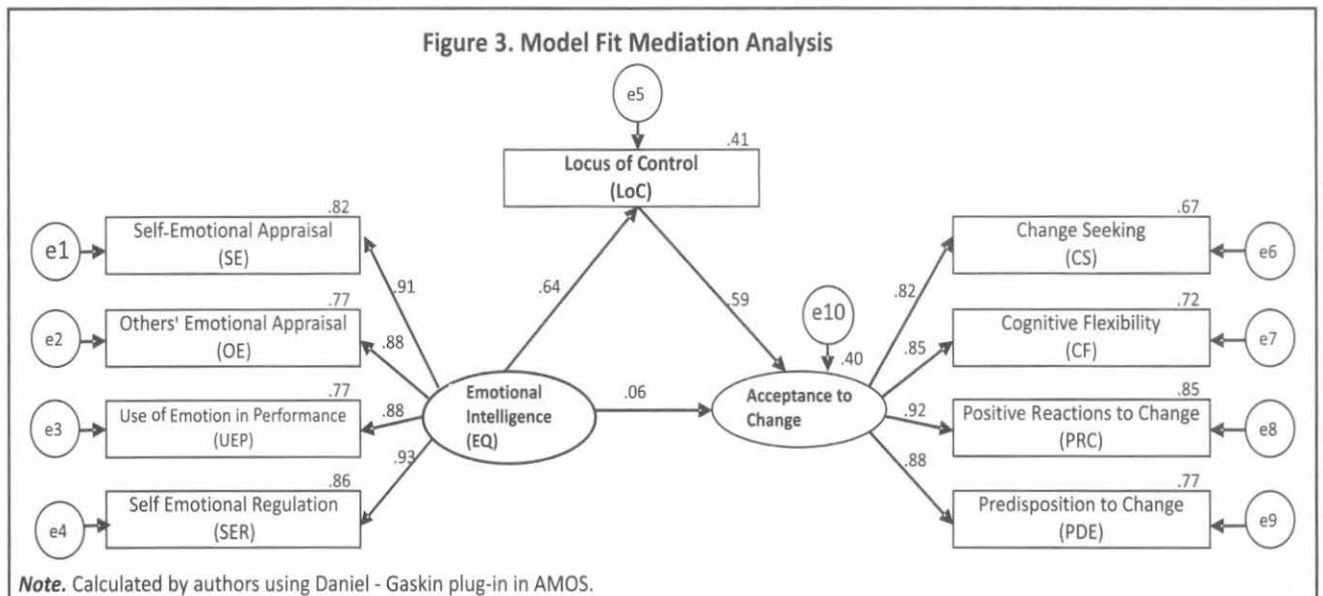 Figure 3. Model Fit Mediation Analysis
e5
.41
Locus of Control
(LoC)
.82
Self-Emotional Appraisal
(SE)
e1
.77
Others' Emotional Appraisal
(OE)
e2
.77
Use of Emotion in Performance
(UEP)
e3
.86
Self Emotional Regulation
(SER)
e4
.91
.88
.88
.93
Emotional
Intelligence
(EQ)
.64
.59
.06
e10
.40
Acceptance to
Change
.82
.85
.92
.88
.67
Change Seeking
(CS)
e6
.72
Cognitive Flexibility
(CF)
e7
.85
Positive Reactions to Change
(PRC)
e8
.77
Predisposition to Change
(PDE)
e9
Note. Calculated by authors using Daniel - Gaskin plug-in in AMOS.